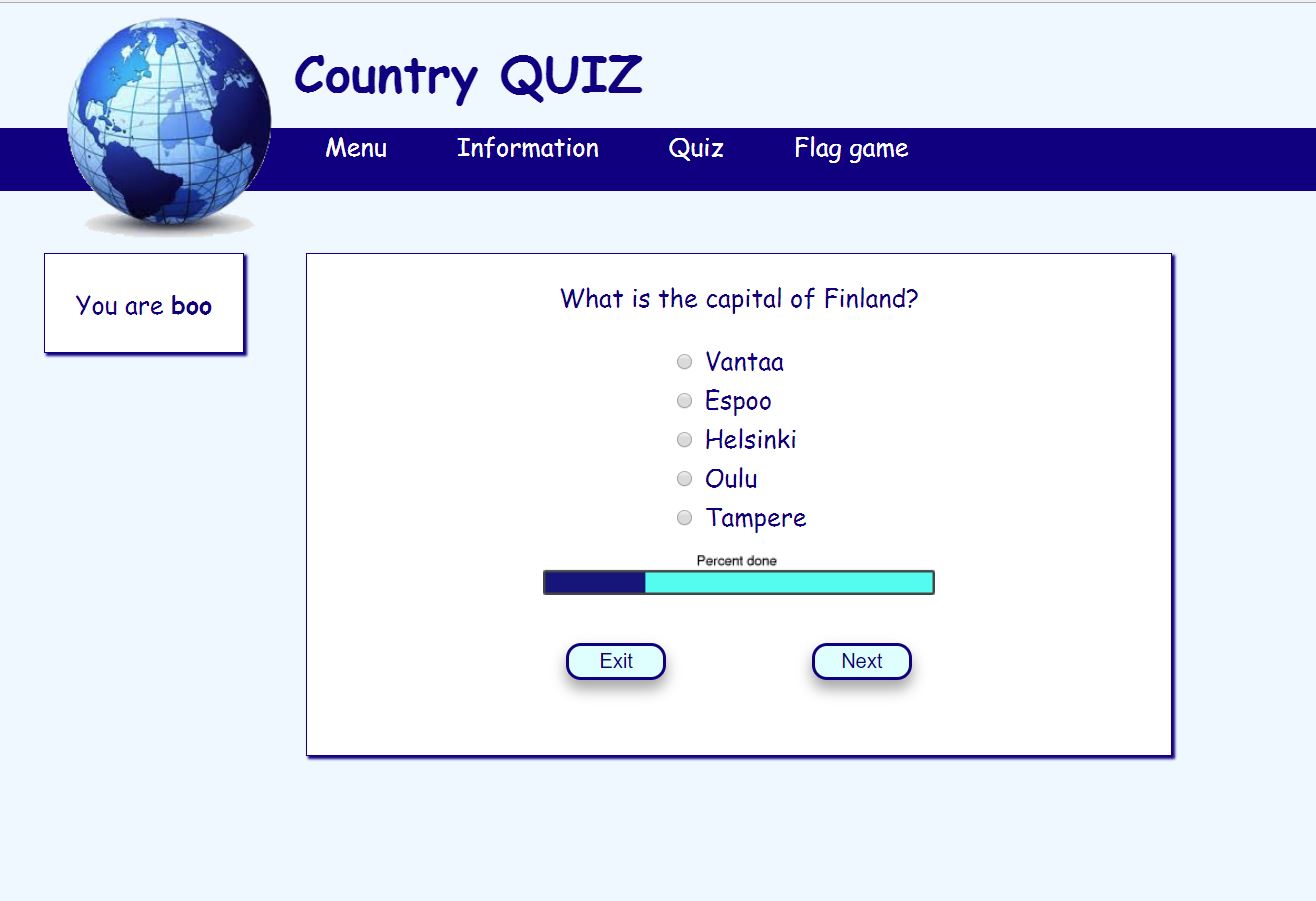 Country QUIZ
Menu Information Quiz Flag game
You are boo
What is the capital of Finland?
Vantaa
Espoo
Helsinki
Oulu
Tampere
Percent done
Exit Next